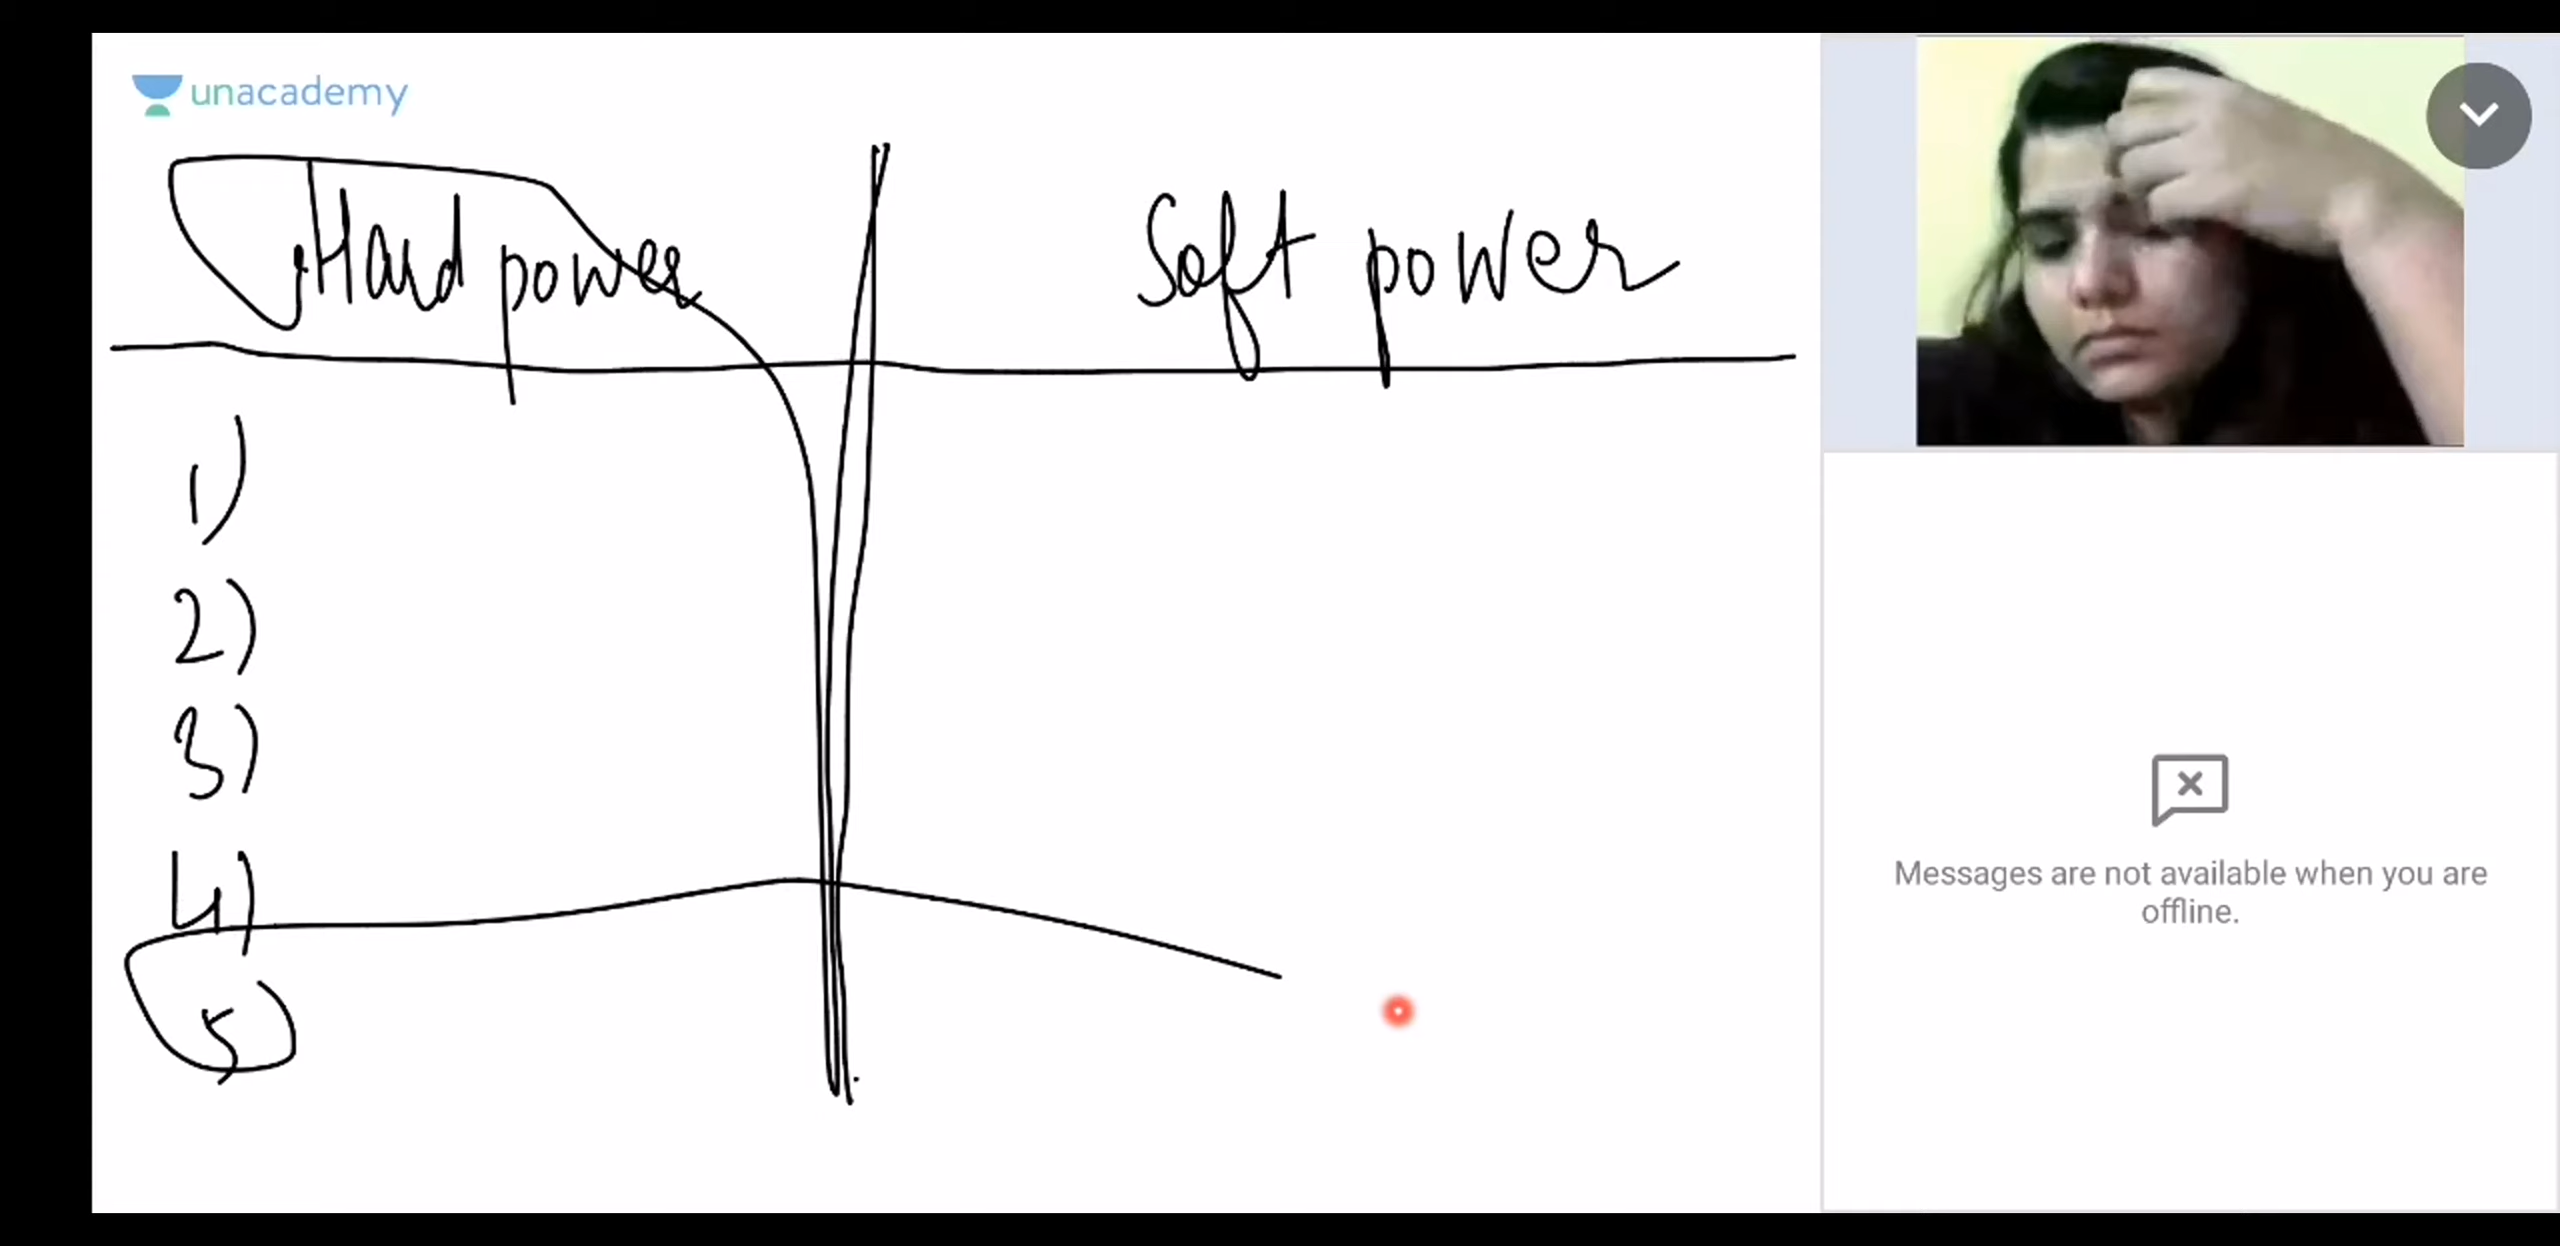 unacademy
Hard power
Soft power
1)
2)
3)
4)
5)
Messages are not available when you are
offline.